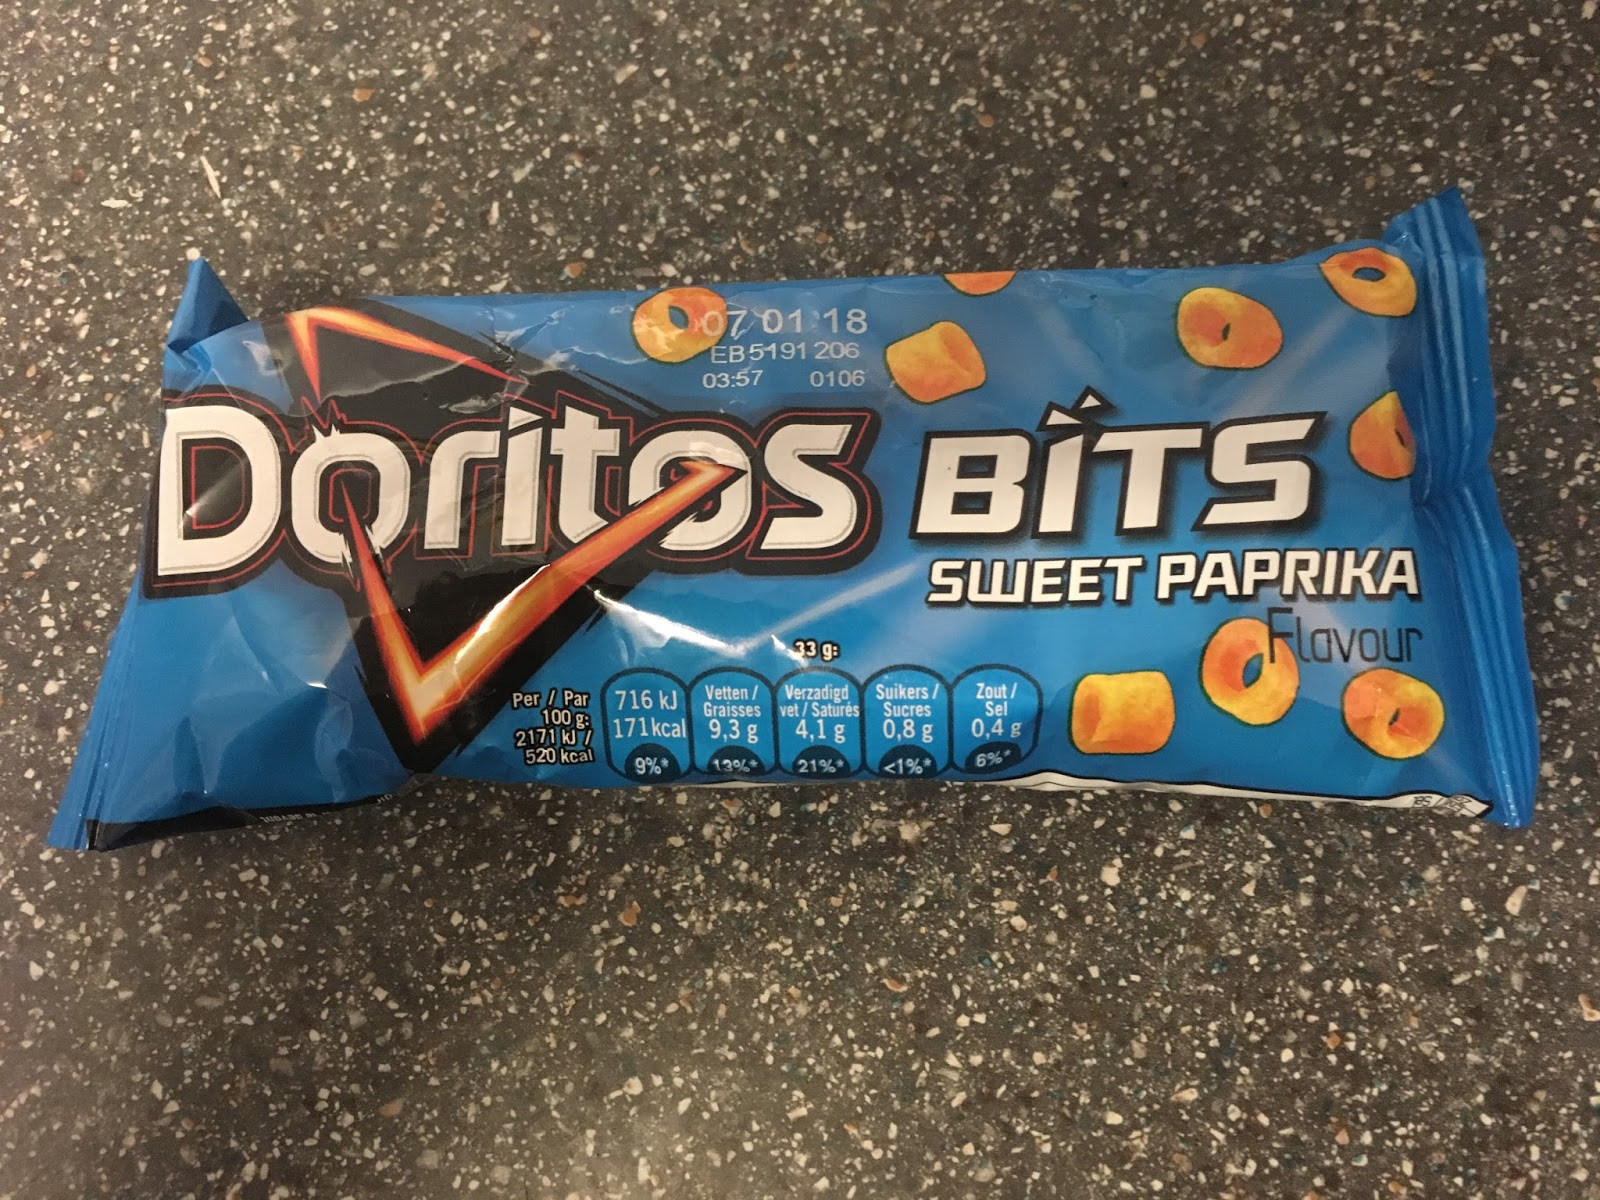 07 01 18
EB 5191 206
03:57 0106
Doritos BITS
SWEET PAPRIKA
Flavour
33 g:
Per / Par
100 g:
2171 kJ /
520 kcal
716 kJ
171 kcal
9%*
Vetten /
Graisses
9,3 g
13%*
Verzadigd
vet / Saturés
4,1 g
21%*
Suikers /
Sucres
0,8 g
<1%*
Zout /
Sel
0,4 g
6%*